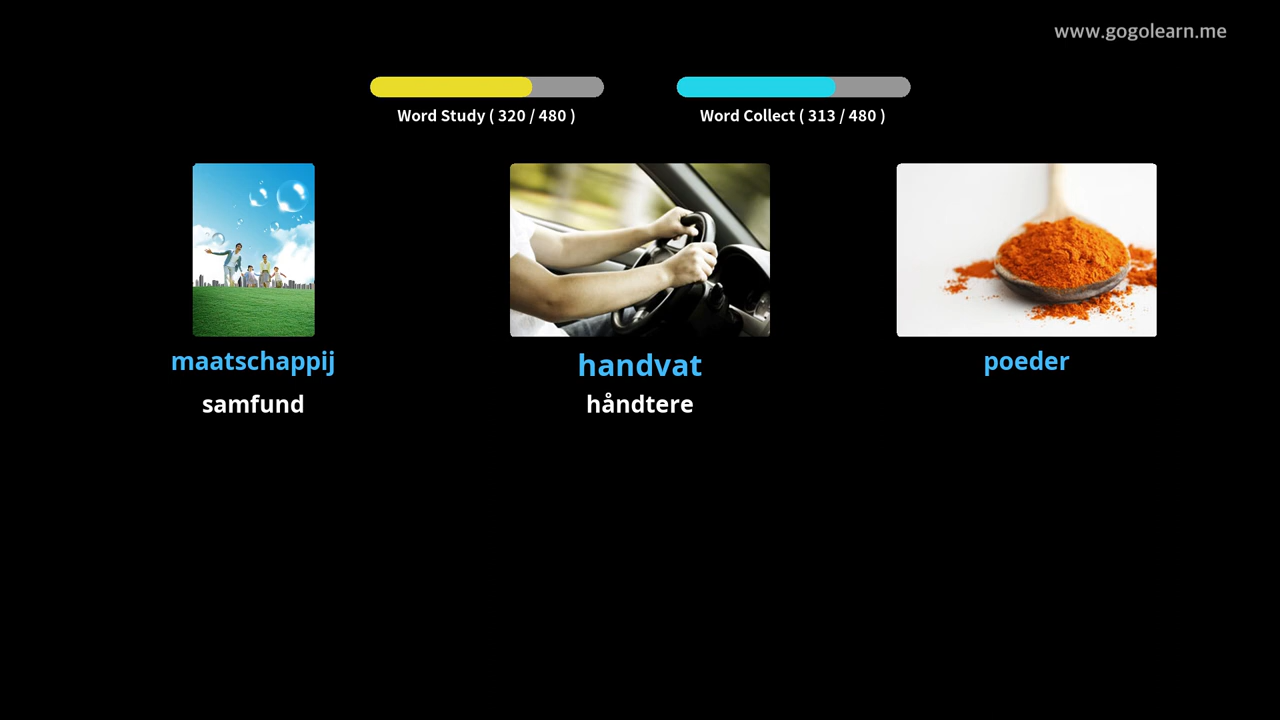 www.gogolearn.me
Word Study ( 320 / 480 )
Word Collect ( 313 / 480 )
maatschappij
samfund
handvat
håndtere
poeder